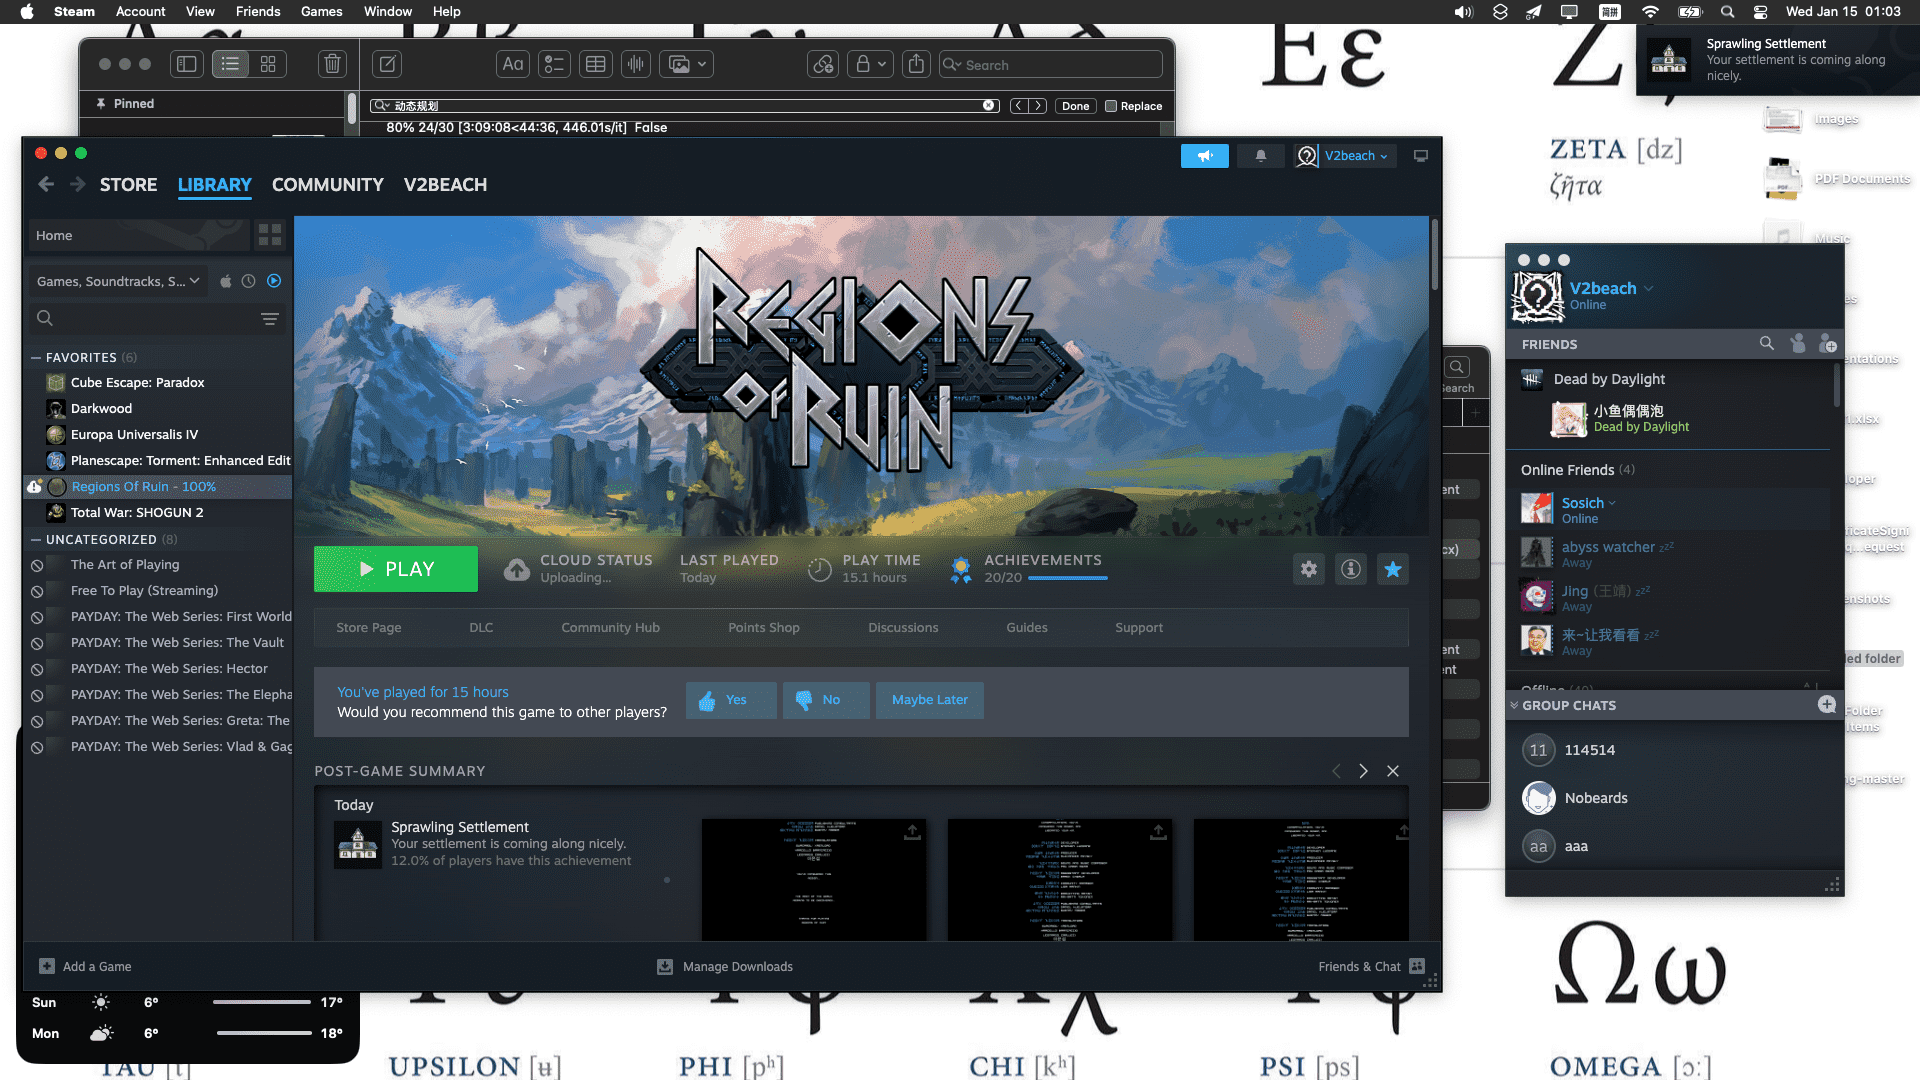 Steam Account View Friends Games Window Help
简拼 Wed Jan 15 01:03
Sprawling Settlement
Your settlement is coming along
nicely.
Eε
ZETA [dz]
ζῆτα
Images
PDF Documents
Music
Aa
Search
Pinned
动态规划
Done Replace
80% 24/30 [3:09:08<44:36, 446.01s/it] False
V2beach
STORE LIBRARY COMMUNITY V2BEACH
Home
Games, Soundtracks, S...
FAVORITES (6)
Cube Escape: Paradox
Darkwood
Europa Universalis IV
Planescape: Torment: Enhanced Edit
Regions Of Ruin - 100%
Total War: SHOGUN 2
UNCATEGORIZED (8)
The Art of Playing
Free To Play (Streaming)
PAYDAY: The Web Series: First World
PAYDAY: The Web Series: The Vault
PAYDAY: The Web Series: Hector
PAYDAY: The Web Series: The Elepha
PAYDAY: The Web Series: Greta: The
PAYDAY: The Web Series: Vlad & Gag
REGIONS
OF RUIN
PLAY
CLOUD STATUS
Uploading...
LAST PLAYED
Today
PLAY TIME
15.1 hours
ACHIEVEMENTS
20/20
Store Page DLC Community Hub Points Shop Discussions Guides Support
You've played for 15 hours
Would you recommend this game to other players?
Yes No Maybe Later
POST-GAME SUMMARY
Today
Sprawling Settlement
Your settlement is coming along nicely.
12.0% of players have this achievement
Add a Game
Manage Downloads
Friends & Chat
V2beach
Online
FRIENDS
Dead by Daylight
小鱼偶偶泡
Dead by Daylight
Online Friends (4)
Sosich
Online
abyss watcher zzz
Away
Jing (王靖) zzz
Away
来~让我看看 zzz
Away
GROUP CHATS
11 114514
Nobeards
aa aaa
Sun 6° 17°
Mon 6° 18°
Ωω
TAU [t]
UPSILON [ʉ]
PHI [pʰ]
CHI [kʰ]
PSI [ps]
OMEGA [ɔː]